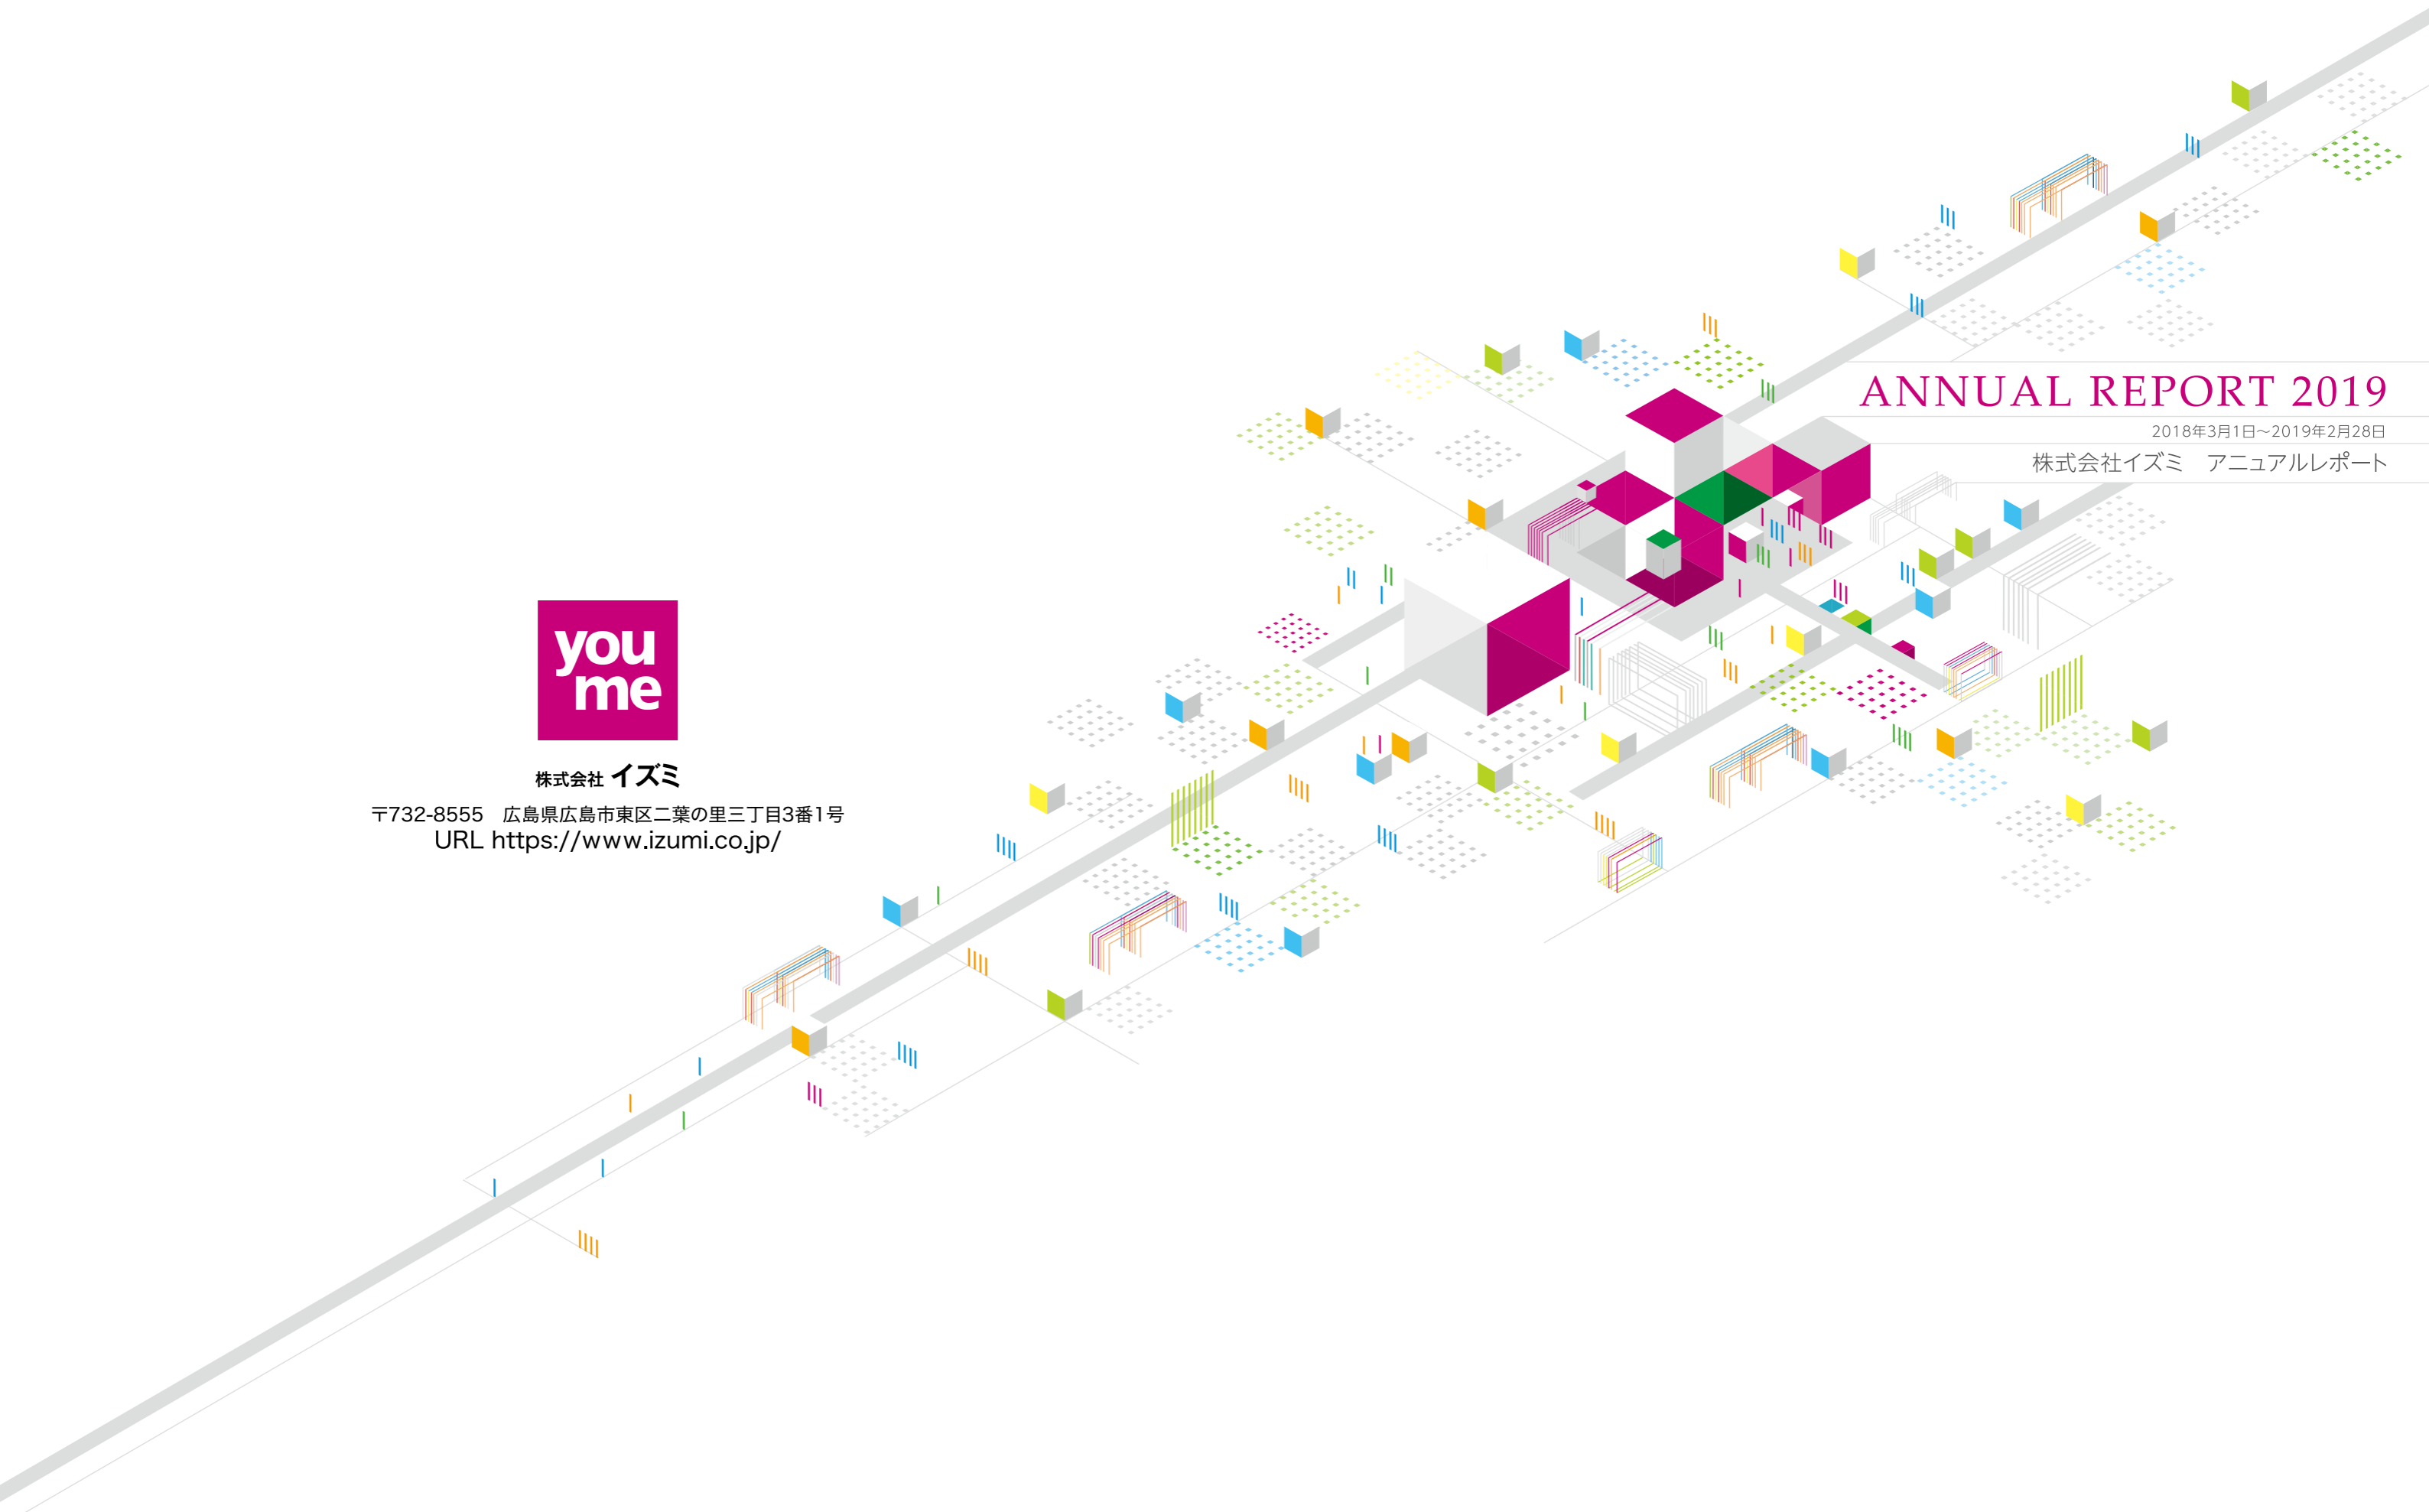 ANNUAL REPORT 2019
2018年3月1日～2019年2月28日
株式会社イズミ　アニュアルレポート
you
me
株式会社 イズミ
〒732-8555　広島県広島市東区二葉の里三丁目3番1号
URL https://www.izumi.co.jp/